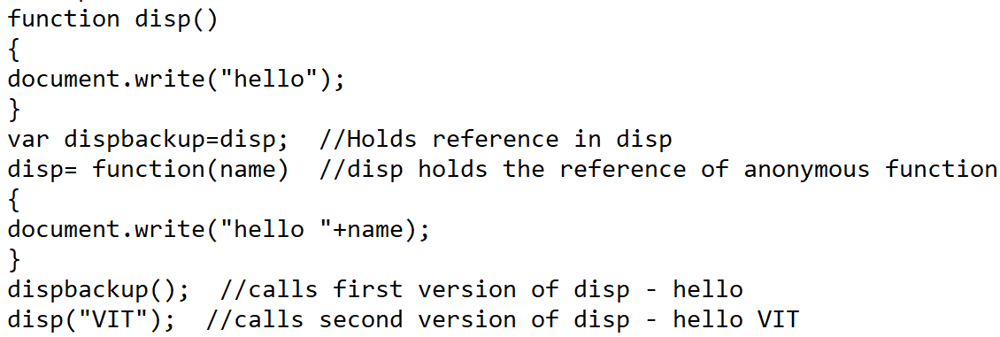 function disp()
{
document.write("hello");
}
var dispbackup=disp;  //Holds reference in disp
disp= function(name)  //disp holds the reference of anonymous function
{
document.write("hello "+name);
}
dispbackup();  //calls first version of disp - hello
disp("VIT");  //calls second version of disp - hello VIT